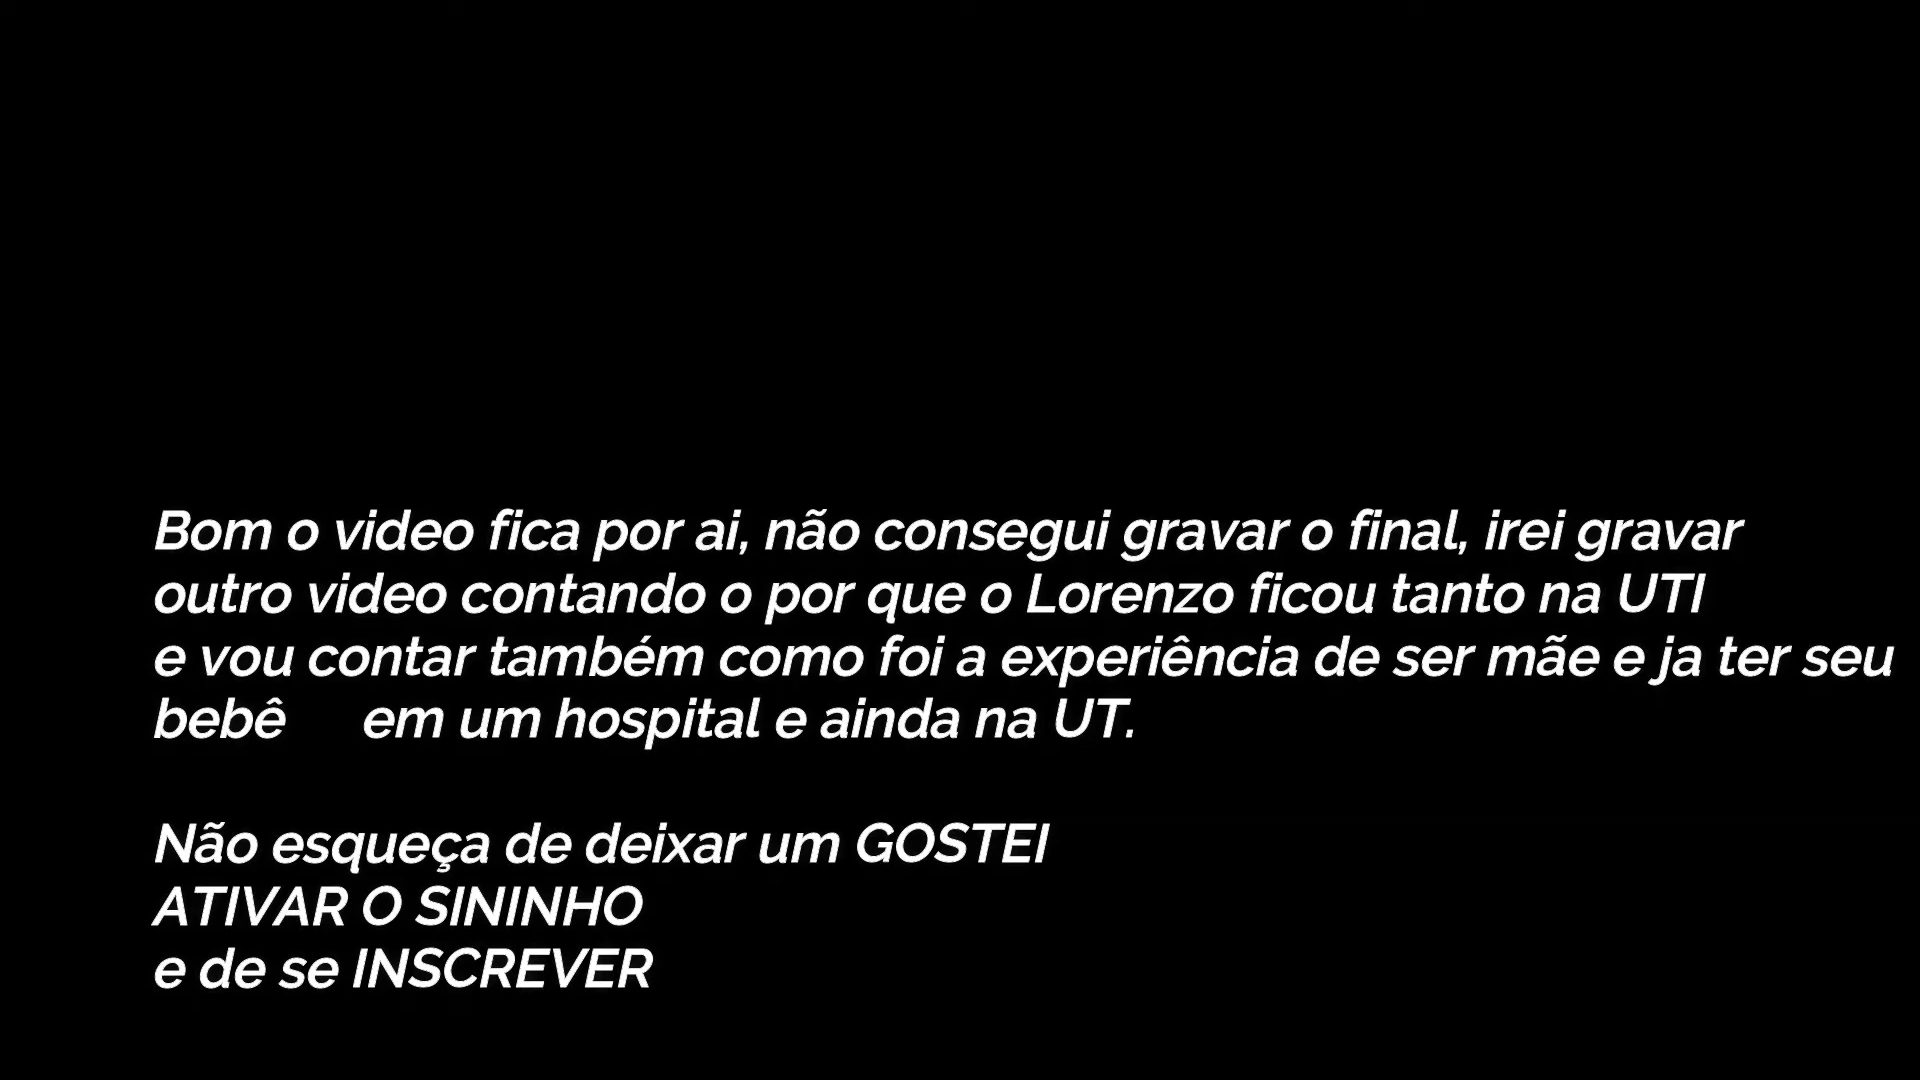 Bom o video fica por ai, não consegui gravar o final, irei gravar
outro video contando o por que o Lorenzo ficou tanto na UTI
e vou contar também como foi a experiência de ser mãe e ja ter seu
bebê em um hospital e ainda na UT.
Não esqueça de deixar um GOSTEI
ATIVAR O SININHO
e de se INSCREVER